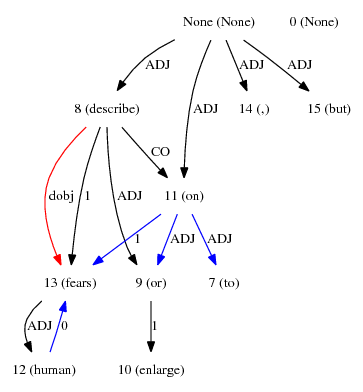 None (None) 0 (None)
ADJ ADJ ADJ ADJ
8 (describe) 14 (,) 15 (but)
CO
dobj 1 ADJ 11 (on)
1 ADJ ADJ
13 (fears) 9 (or) 7 (to)
ADJ 0 1
12 (human) 10 (enlarge)